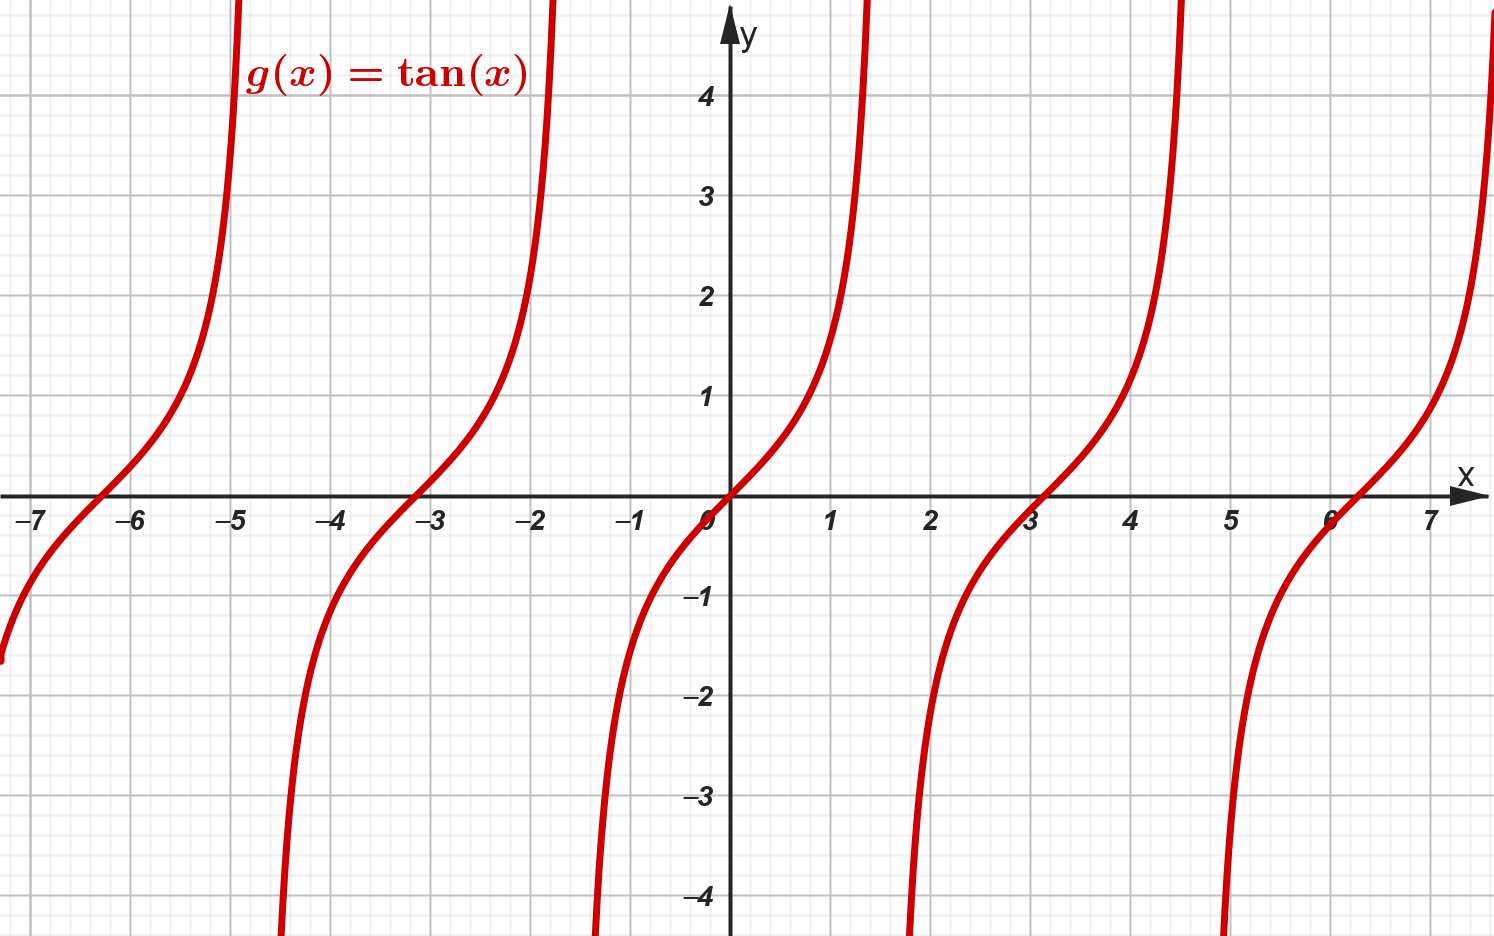 y
g(x) = tan(x)
4
3
2
1
x
–7 –6 –5 –4 –3 –2 –1 0 1 2 3 4 5 6 7
–1
–2
–3
–4